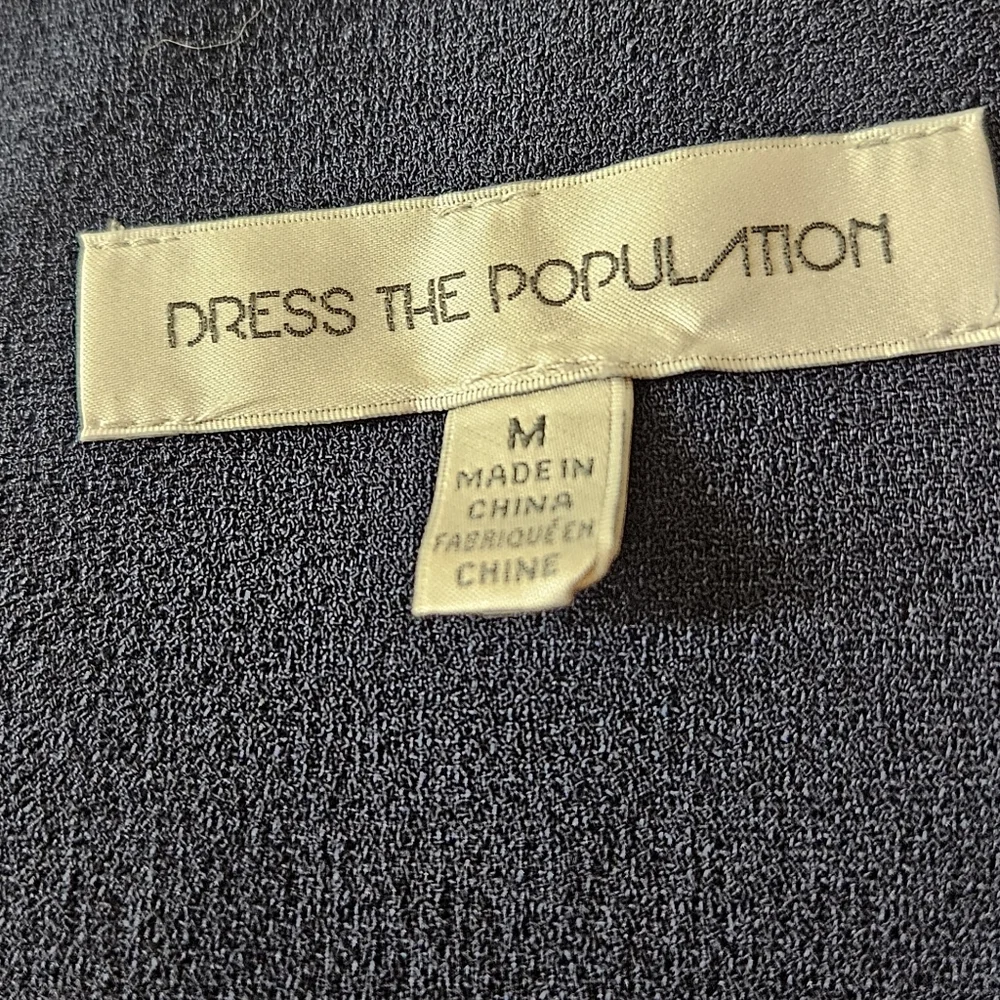 DRESS THE POPULATION
M
MADE IN
CHINA
FABRIQUÉ EN
CHINE